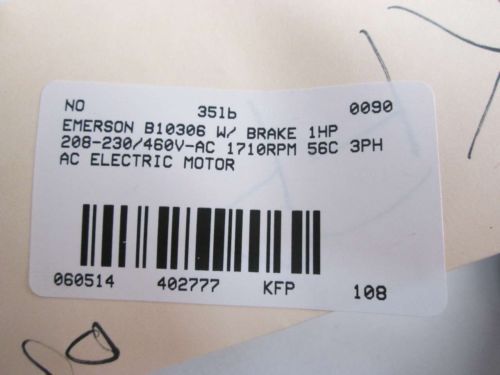 NO 35lb 0090
EMERSON B10306 W/ BRAKE 1HP
208-230/460V-AC 1710RPM 56C 3PH
AC ELECTRIC MOTOR
060514 402777 KFP 108